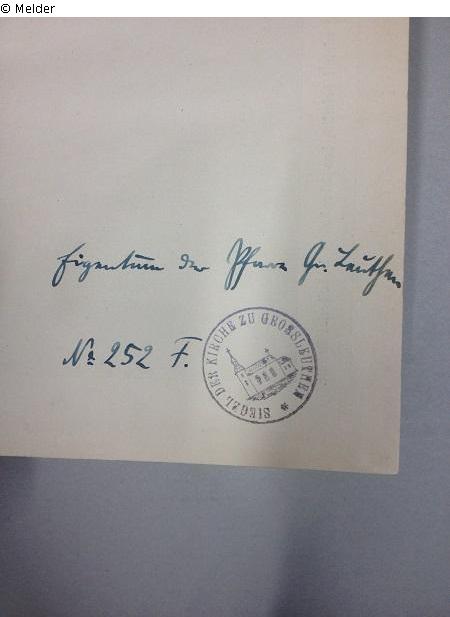 © Melder
Eigentum der Pfarre Gr. Leuthen
No 252 F.
SIEGEL DER KIRCHE ZU GROSSLEUTHEN *